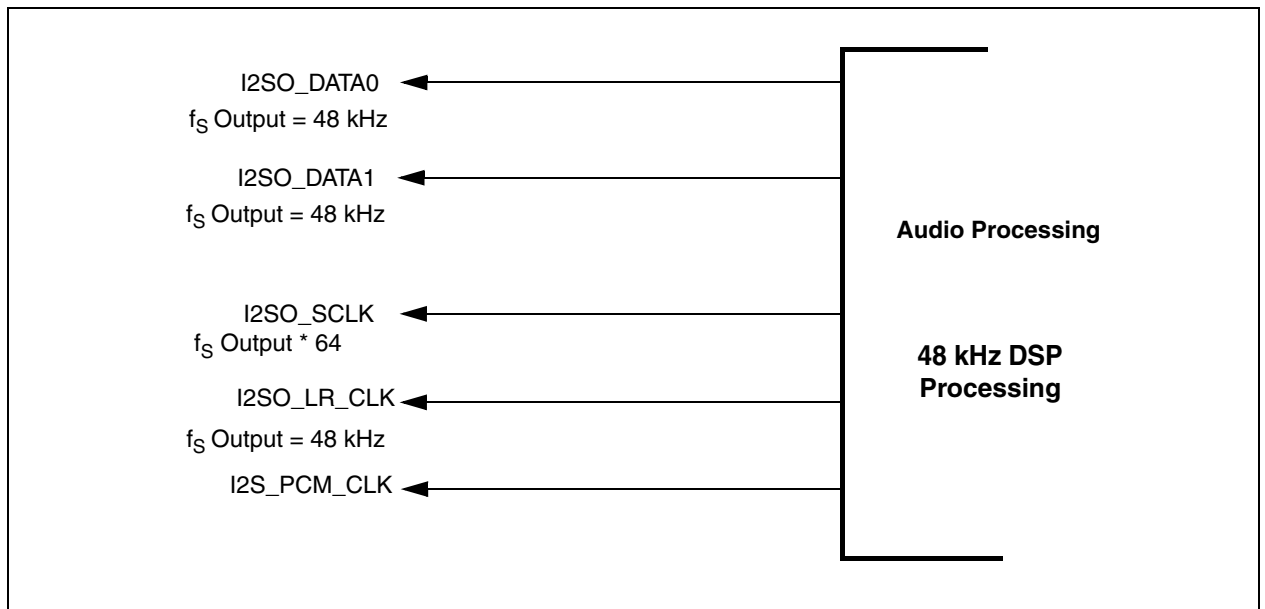 I2SO_DATA0
fS Output = 48 kHz
I2SO_DATA1
fS Output = 48 kHz
Audio Processing
I2SO_SCLK
fS Output * 64
48 kHz DSP
Processing
I2SO_LR_CLK
fS Output = 48 kHz
I2S_PCM_CLK